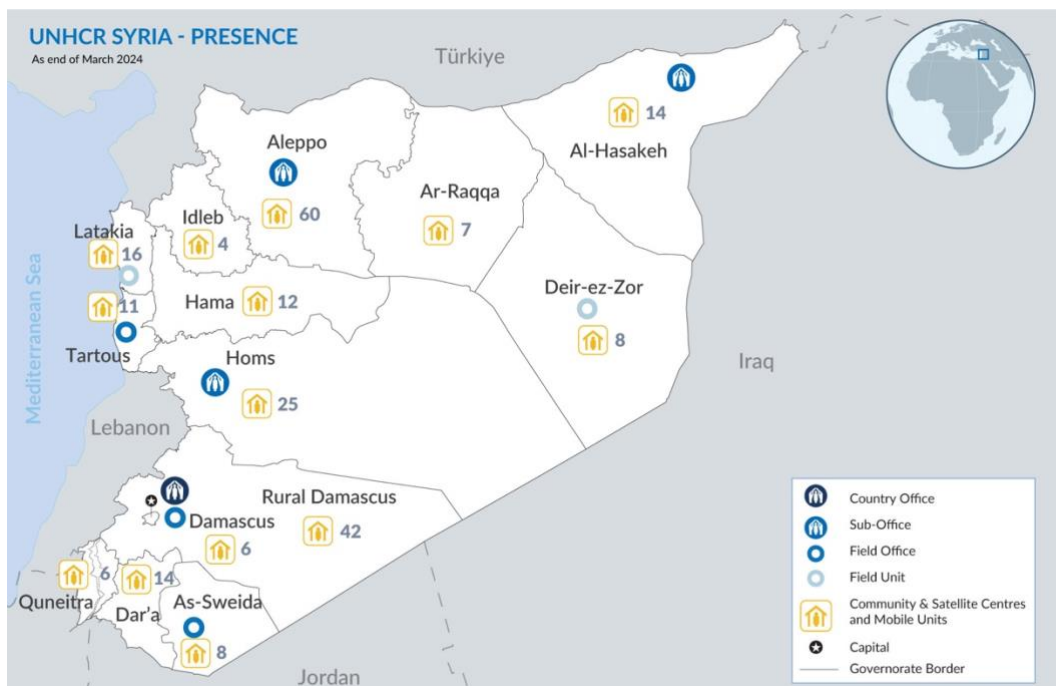 UNHCR SYRIA - PRESENCE
As end of March 2024
Türkiye
14
Al-Hasakeh
Aleppo
60
Ar-Raqqa
7
Idleb
4
Latakia
16
11
Tartous
Hama 12
Deir-ez-Zor
8
Mediterranean Sea
Homs
25
Iraq
Lebanon
Rural Damascus
42
Damascus
6
6
Quneitra
14
Dar'a
As-Sweida
8
Jordan
Country Office
Sub-Office
Field Office
Field Unit
Community & Satellite Centres
and Mobile Units
Capital
Governorate Border